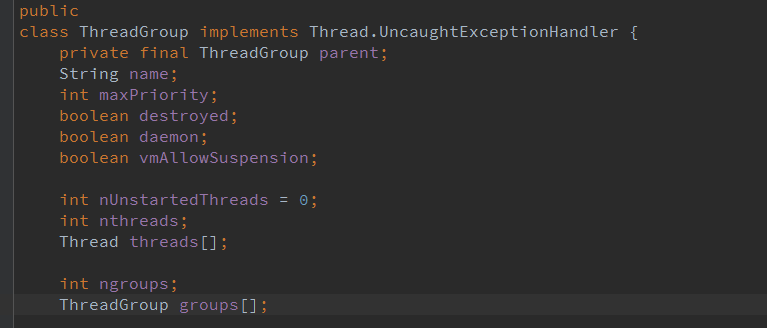 public
class ThreadGroup implements Thread.UncaughtExceptionHandler {
    private final ThreadGroup parent;
    String name;
    int maxPriority;
    boolean destroyed;
    boolean daemon;
    boolean vmAllowSuspension;

    int nUnstartedThreads = 0;
    int nthreads;
    Thread threads[];

    int ngroups;
    ThreadGroup groups[];